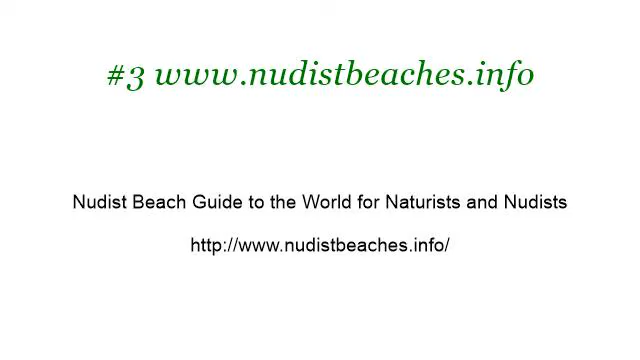 #3 www.nudistbeaches.info
Nudist Beach Guide to the World for Naturists and Nudists
http://www.nudistbeaches.info/